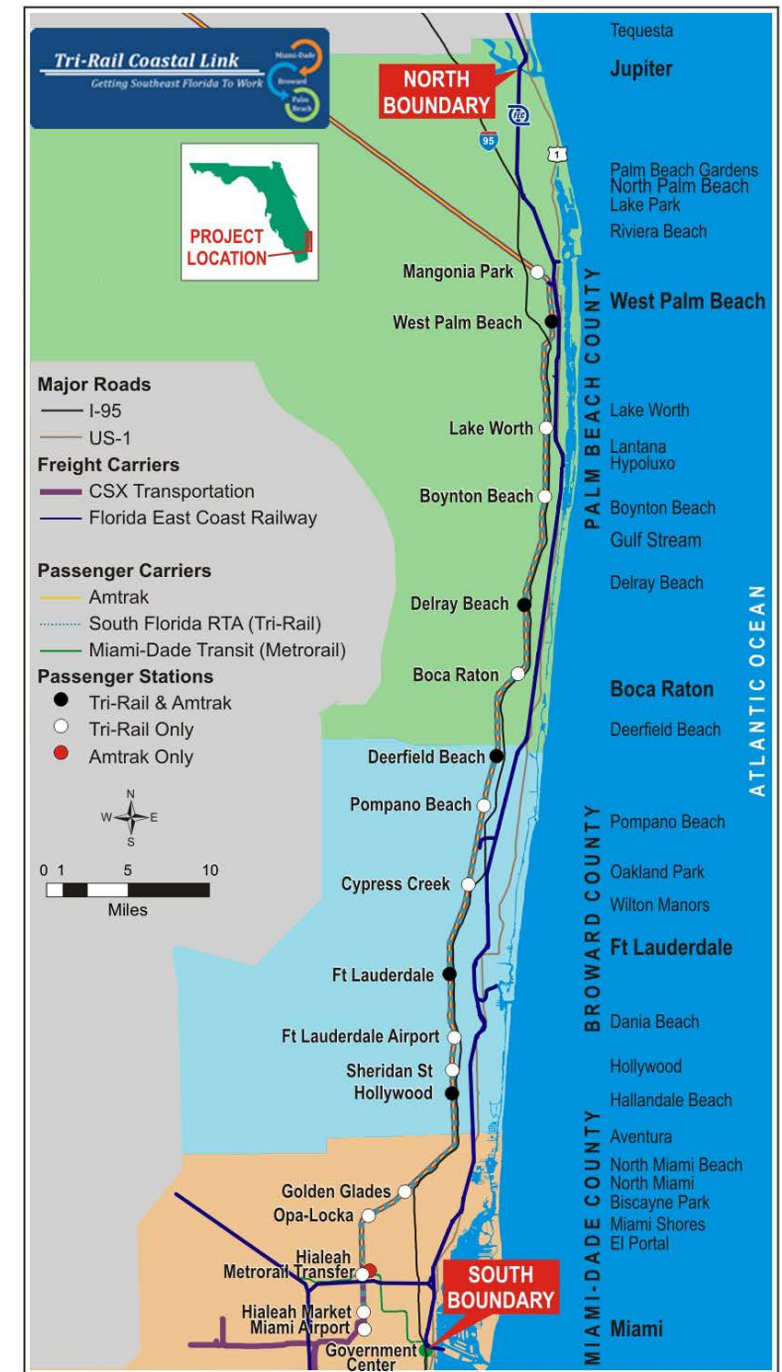 Tri-Rail Coastal Link
Getting Southeast Florida To Work
Miami-Dade
Broward
Palm
Beach
NORTH
BOUNDARY
95
1
PROJECT
LOCATION
Tequesta
Jupiter
Palm Beach Gardens
North Palm Beach
Lake Park
Riviera Beach
West Palm Beach
Lake Worth
Lantana
Hypoluxo
Boynton Beach
Gulf Stream
Delray Beach
Boca Raton
Deerfield Beach
Pompano Beach
Oakland Park
Wilton Manors
Ft Lauderdale
Dania Beach
Hollywood
Hallandale Beach
Aventura
North Miami Beach
North Miami
Biscayne Park
Miami Shores
El Portal
Miami
PALM BEACH COUNTY
BROWARD COUNTY
MIAMI-DADE COUNTY
ATLANTIC OCEAN
Mangonia Park
West Palm Beach
Lake Worth
Boynton Beach
Delray Beach
Boca Raton
Deerfield Beach
Pompano Beach
Cypress Creek
Ft Lauderdale
Ft Lauderdale Airport
Sheridan St
Hollywood
Golden Glades
Opa-Locka
Hialeah
Metrorail Transfer
Hialeah Market
Miami Airport
Government
Center
SOUTH
BOUNDARY
Major Roads
I-95
US-1
Freight Carriers
CSX Transportation
Florida East Coast Railway
Passenger Carriers
Amtrak
South Florida RTA (Tri-Rail)
Miami-Dade Transit (Metrorail)
Passenger Stations
Tri-Rail & Amtrak
Tri-Rail Only
Amtrak Only
N
W E
S
0 1 5 10
Miles